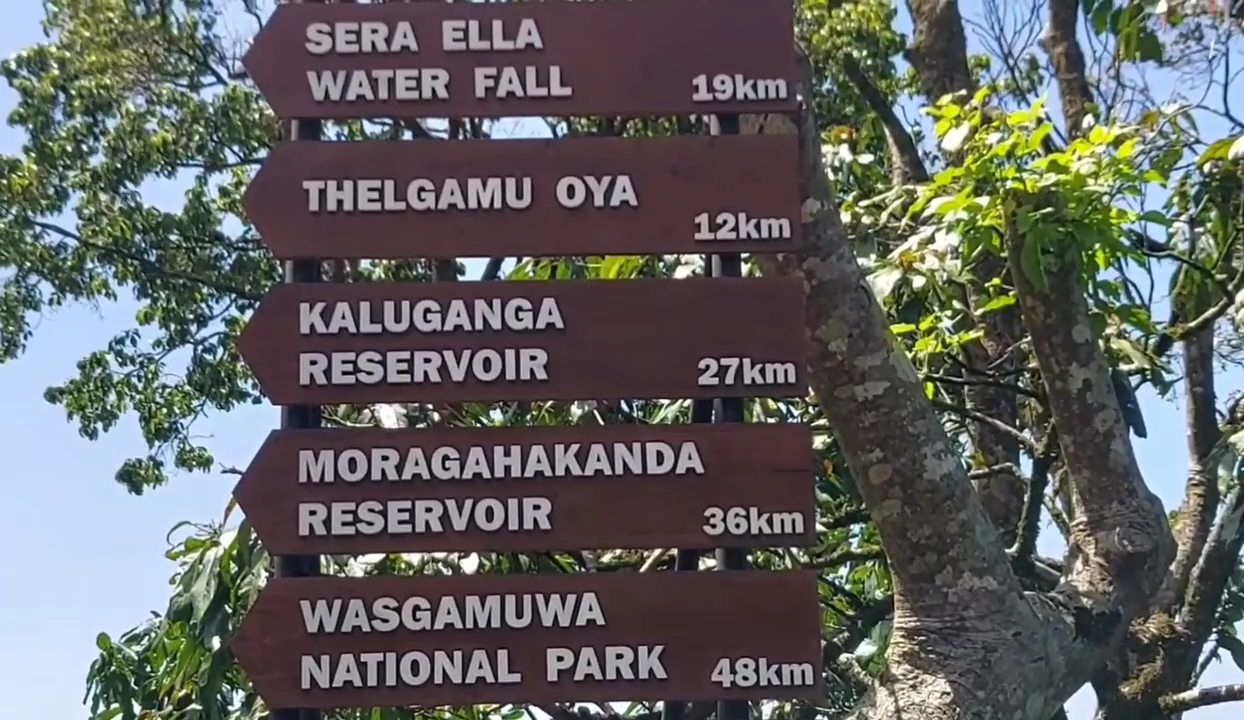 SERA ELLA
WATER FALL 19km
THELGAMU OYA
12km
KALUGANGA
RESERVOIR 27km
MORAGAHAKANDA
RESERVOIR 36km
WASGAMUWA
NATIONAL PARK 48km